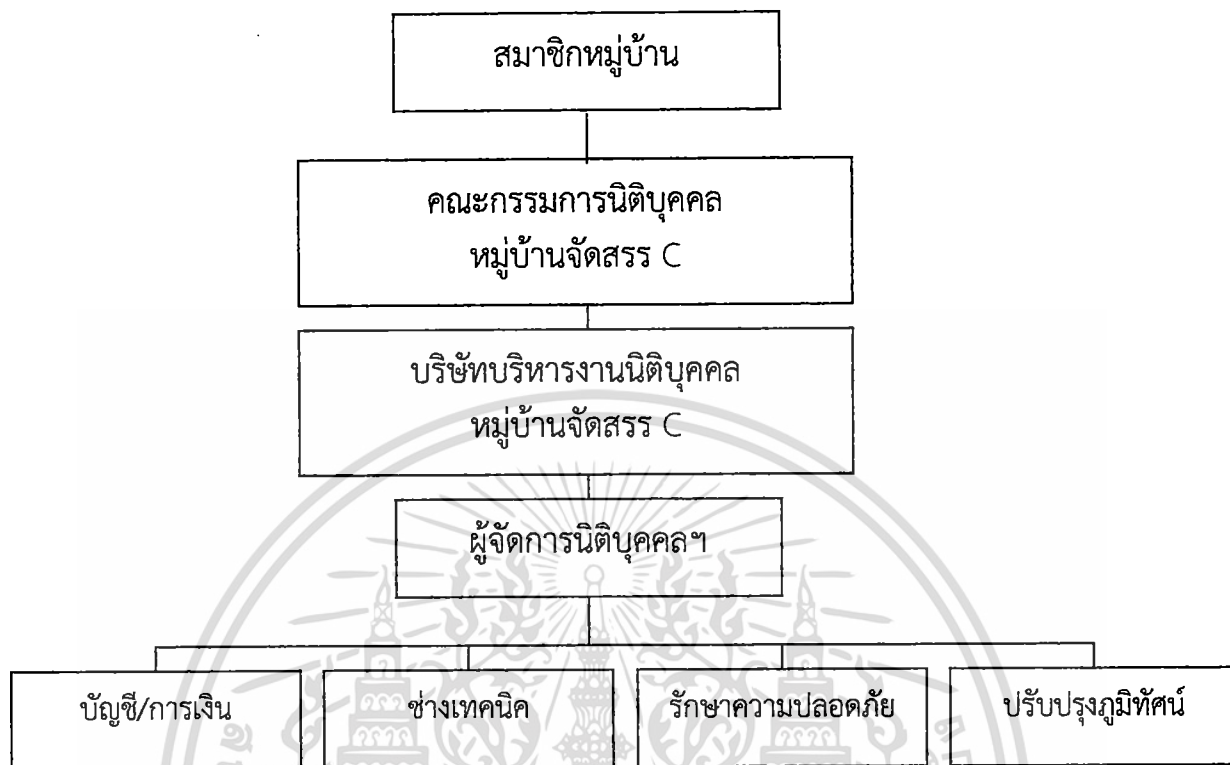 สมาชิกหมู่บ้าน
คณะกรรมการนิติบุคคล
หมู่บ้านจัดสรร C
บริษัทบริหารงานนิติบุคคล
หมู่บ้านจัดสรร C
ผู้จัดการนิติบุคคลฯ
บัญชี/การเงิน
ช่างเทคนิค
รักษาความปลอดภัย
ปรับปรุงภูมิทัศน์